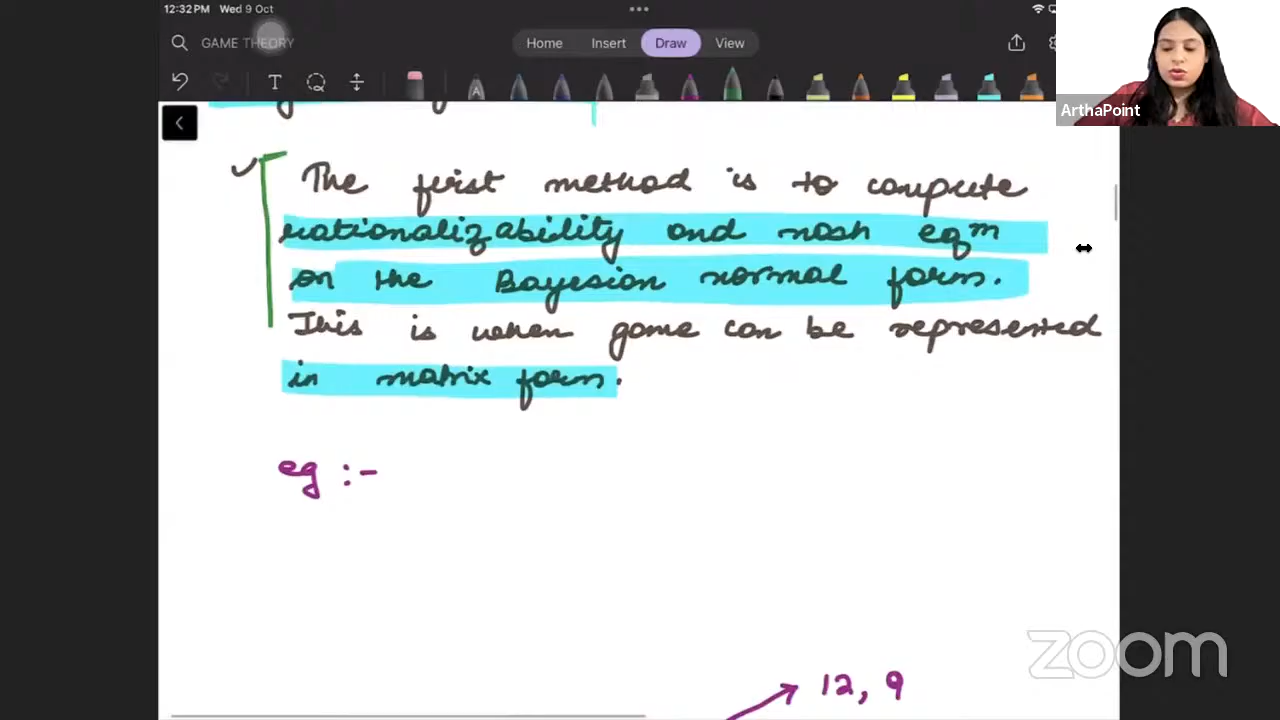 12:32 PM Wed 9 Oct
GAME THEORY
Home Insert Draw View
ArthaPoint
The first method is to compute
rationalizability and nash eqm
on the Bayesian normal form.
This is when game can be represented
in matrix form.
eg :-
12, 9
zoom